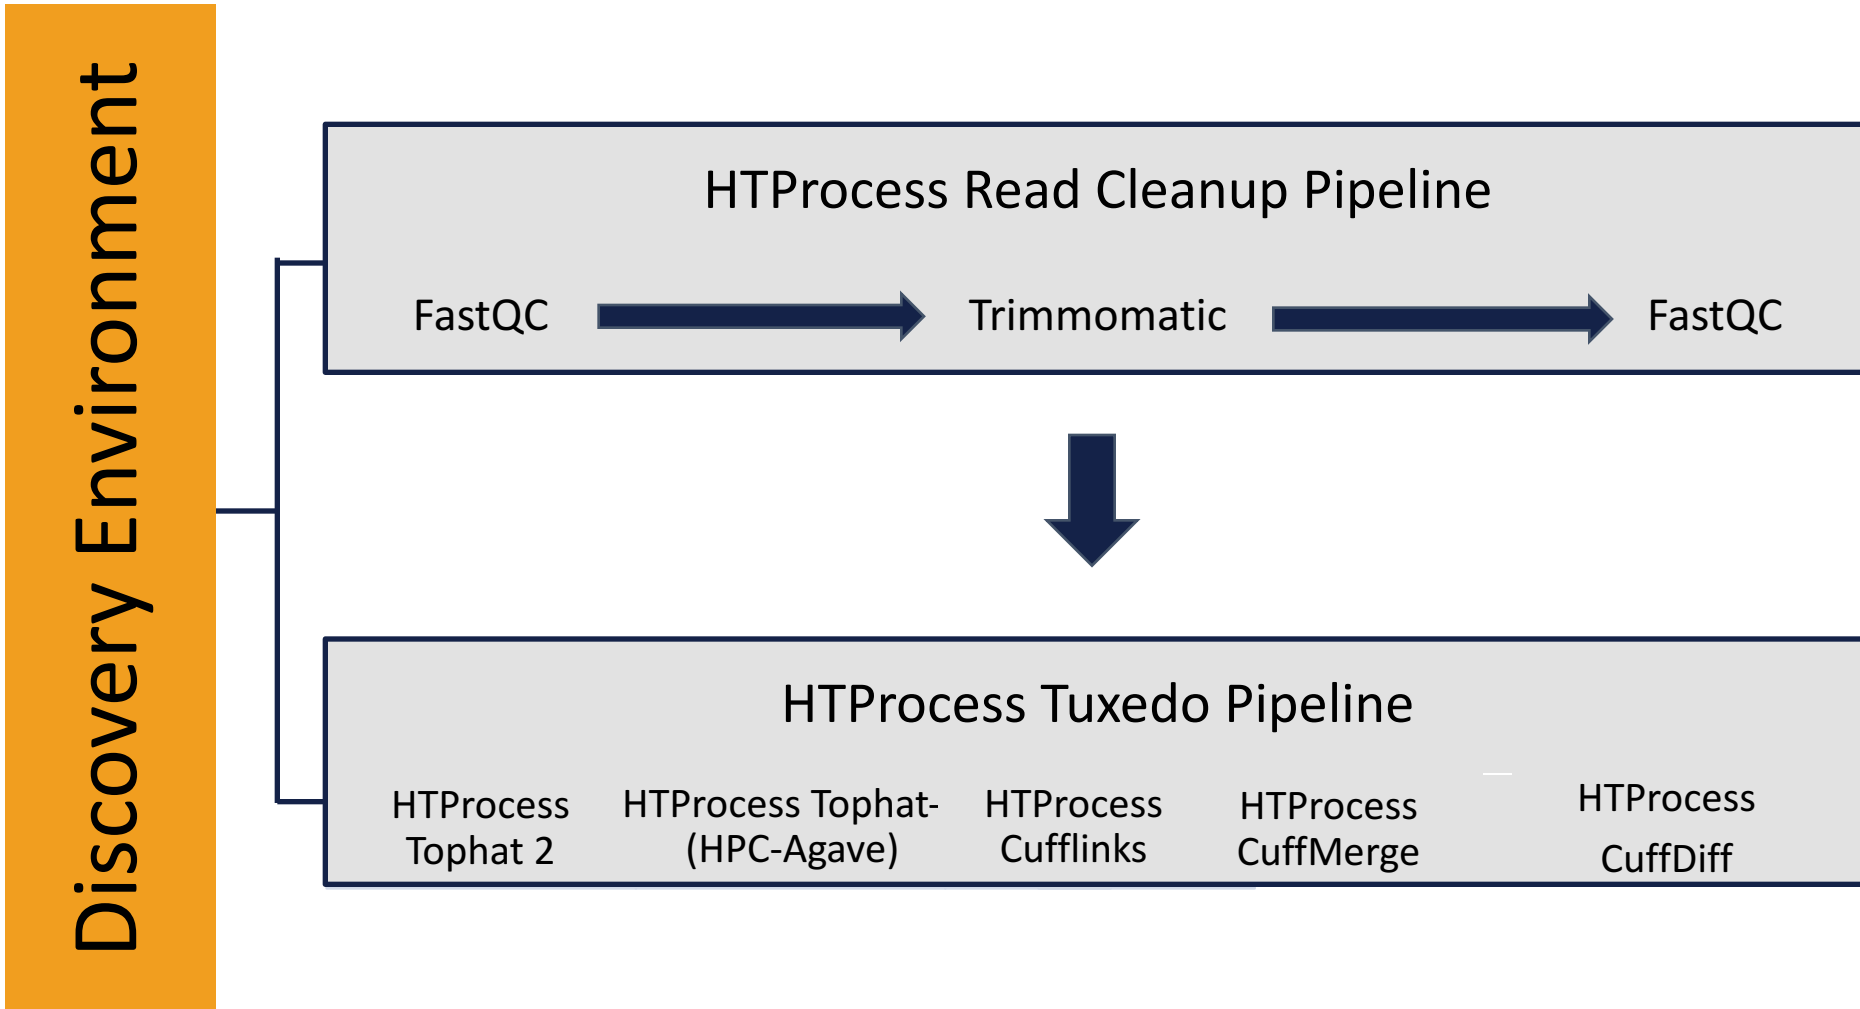 Discovery Environment
HTProcess Read Cleanup Pipeline
FastQC
Trimmomatic
FastQC
HTProcess Tuxedo Pipeline
HTProcess
Tophat 2
HTProcess Tophat-
(HPC-Agave)
HTProcess
Cufflinks
HTProcess
CuffMerge
HTProcess
CuffDiff